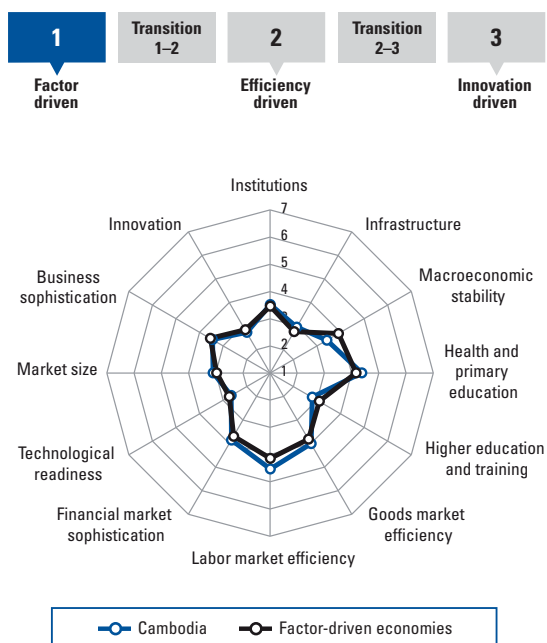 1
Transition
1–2
2
Transition
2–3
3
Factor
driven
Efficiency
driven
Innovation
driven
Institutions
7
Innovation
6
Infrastructure
5
Business
sophistication
4
Macroeconomic
stability
3
Market size
2
1
Health and
primary
education
Technological
readiness
Higher education
and training
Financial market
sophistication
Goods market
efficiency
Labor market efficiency
Cambodia
Factor-driven economies